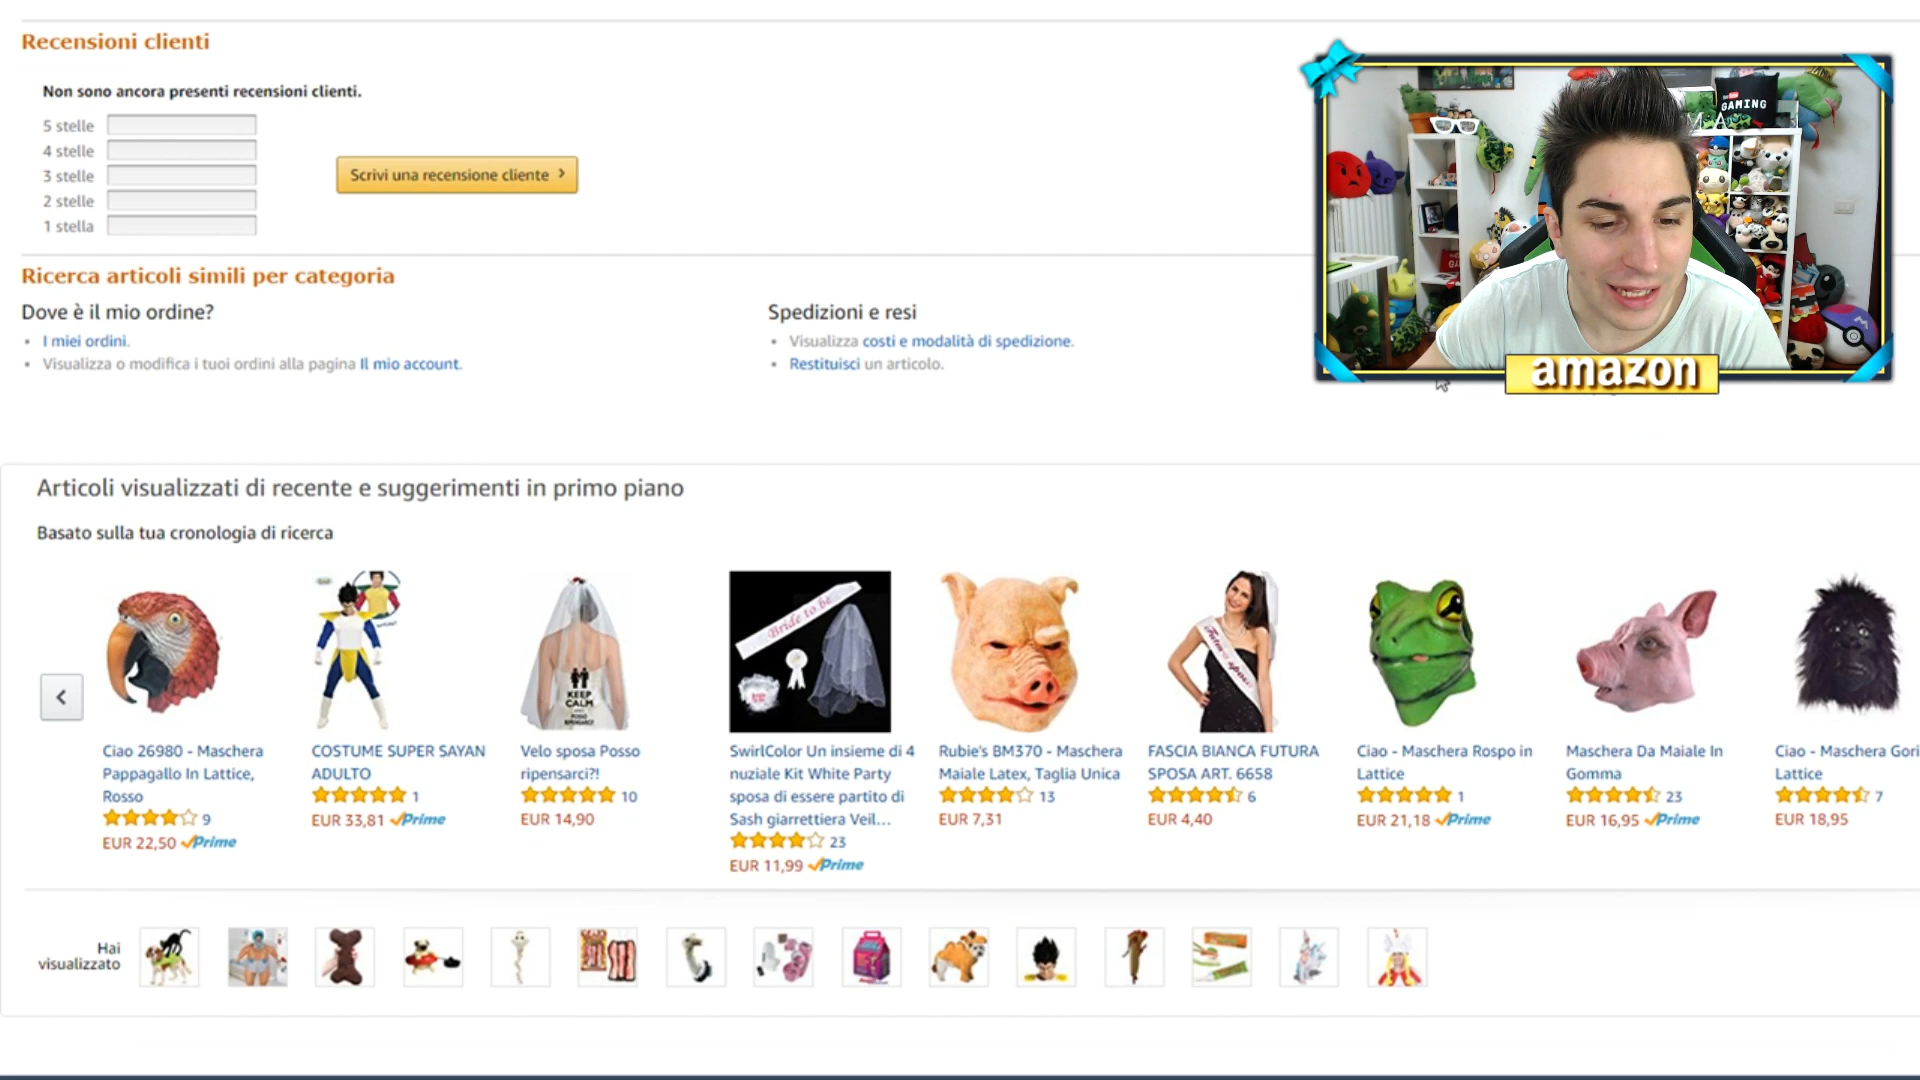 Recensioni clienti
Non sono ancora presenti recensioni clienti.
5 stelle
4 stelle
3 stelle
2 stelle
1 stella
Scrivi una recensione cliente
Ricerca articoli simili per categoria
Dove è il mio ordine?
I miei ordini.
Visualizza o modifica i tuoi ordini alla pagina Il mio account.
Spedizioni e resi
Visualizza costi e modalità di spedizione.
Restituisci un articolo.
GAMING
amazon
Articoli visualizzati di recente e suggerimenti in primo piano
Basato sulla tua cronologia di ricerca
Bride to be
KEEP
CALM
Ciao 26980 - Maschera
Pappagallo In Lattice,
Rosso
9
EUR 22,50 Prime
COSTUME SUPER SAYAN
ADULTO
1
EUR 33,81 Prime
Velo sposa Posso
ripensarci?!
10
EUR 14,90
SwirlColor Un insieme di 4
nuziale Kit White Party
sposa di essere partito di
Sash giarrettiera Veil...
23
EUR 11,99 Prime
Rubie's BM370 - Maschera
Maiale Latex, Taglia Unica
13
EUR 7,31
FASCIA BIANCA FUTURA
SPOSA ART. 6658
6
EUR 4,40
Ciao - Maschera Rospo in
Lattice
1
EUR 21,18 Prime
Maschera Da Maiale In
Gomma
23
EUR 16,95 Prime
Ciao - Maschera Gori
Lattice
7
EUR 18,95
Hai
visualizzato